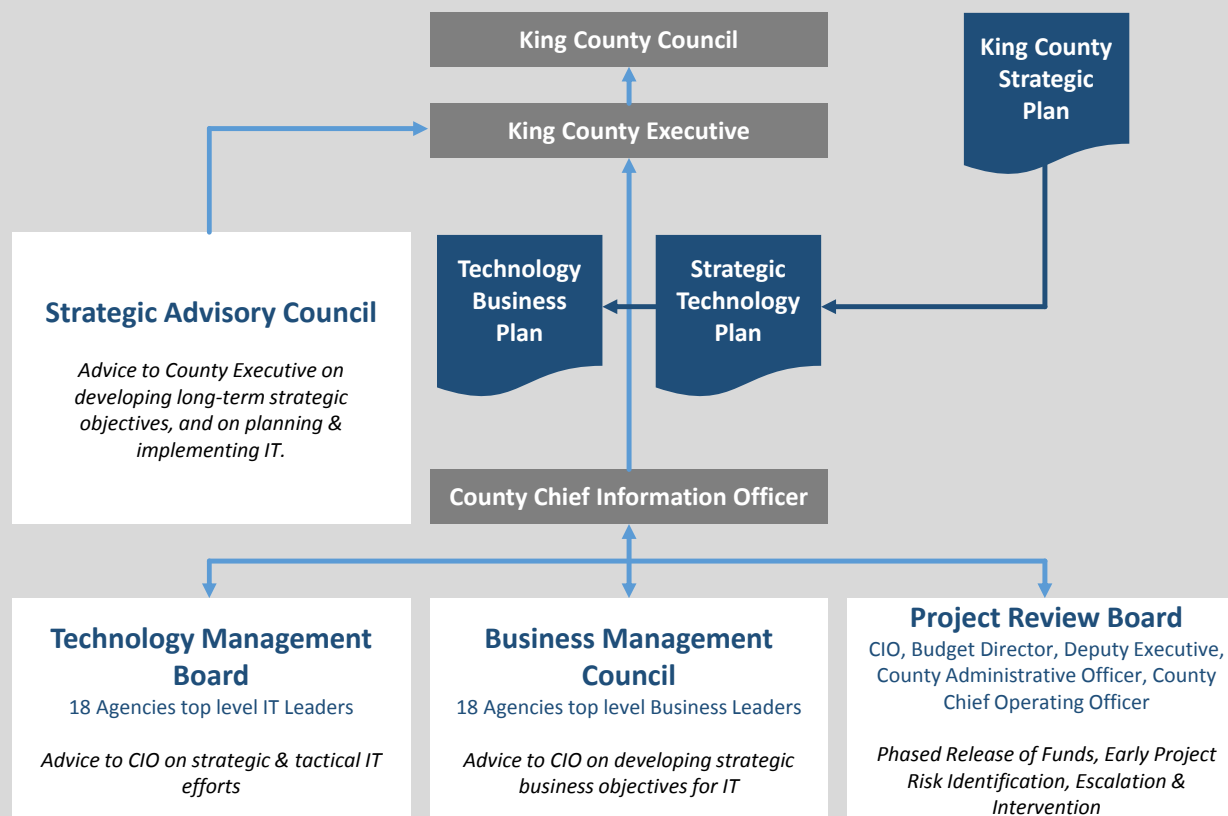 King County Council
King County
Strategic
Plan
King County Executive
Strategic Advisory Council
Advice to County Executive on
developing long-term strategic
objectives, and on planning &
implementing IT.
Technology
Business
Plan
Strategic
Technology
Plan
County Chief Information Officer
Technology Management
Board
18 Agencies top level IT Leaders
Advice to CIO on strategic & tactical IT
efforts
Business Management
Council
18 Agencies top level Business Leaders
Advice to CIO on developing strategic
business objectives for IT
Project Review Board
CIO, Budget Director, Deputy Executive,
County Administrative Officer, County
Chief Operating Officer
Phased Release of Funds, Early Project
Risk Identification, Escalation &
Intervention